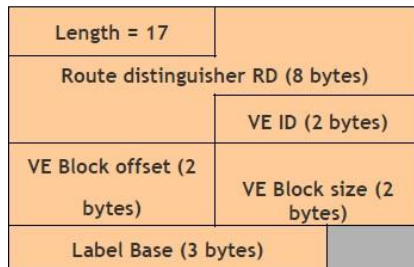 Length = 17
Route distinguisher RD (8 bytes)
VE ID (2 bytes)
VE Block offset (2
bytes)
VE Block size (2
bytes)
Label Base (3 bytes)